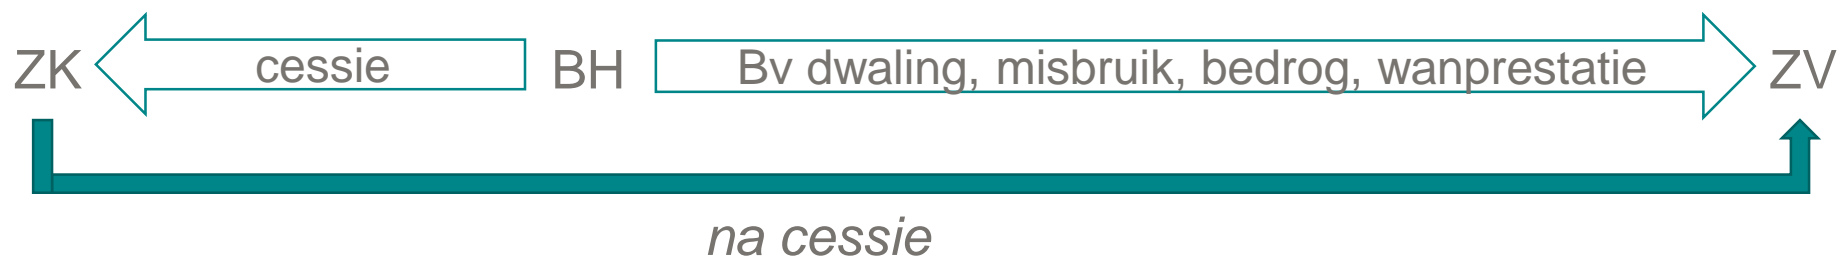 ZK cessie BH Bv dwaling, misbruik, bedrog, wanprestatie ZV
na cessie